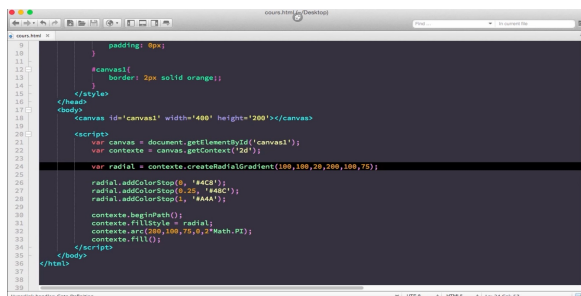 cours.html (~/Desktop)
Find ...
in current file
cours.html
9 padding: 0px;
10 }
11
12 #canvas1{
13 border: 2px solid orange;;
14 }
15 </style>
16 </head>
17 <body>
18 <canvas id='canvas1' width='400' height='200'></canvas>
19
20 <script>
21 var canvas = document.getElementById('canvas1');
22 var contexte = canvas.getContext('2d');
23
24 var radial = contexte.createRadialGradient(100,100,20,200,100,75);
25
26 radial.addColorStop(0, '#4C8');
27 radial.addColorStop(0.25, '#48C');
28 radial.addColorStop(1, '#A4A');
29
30 contexte.beginPath();
31 contexte.fillStyle = radial;
32 contexte.arc(200,100,75,0,2*Math.PI);
33 contexte.fill();
34 </script>
35 </body>
36 </html>
37
38
39